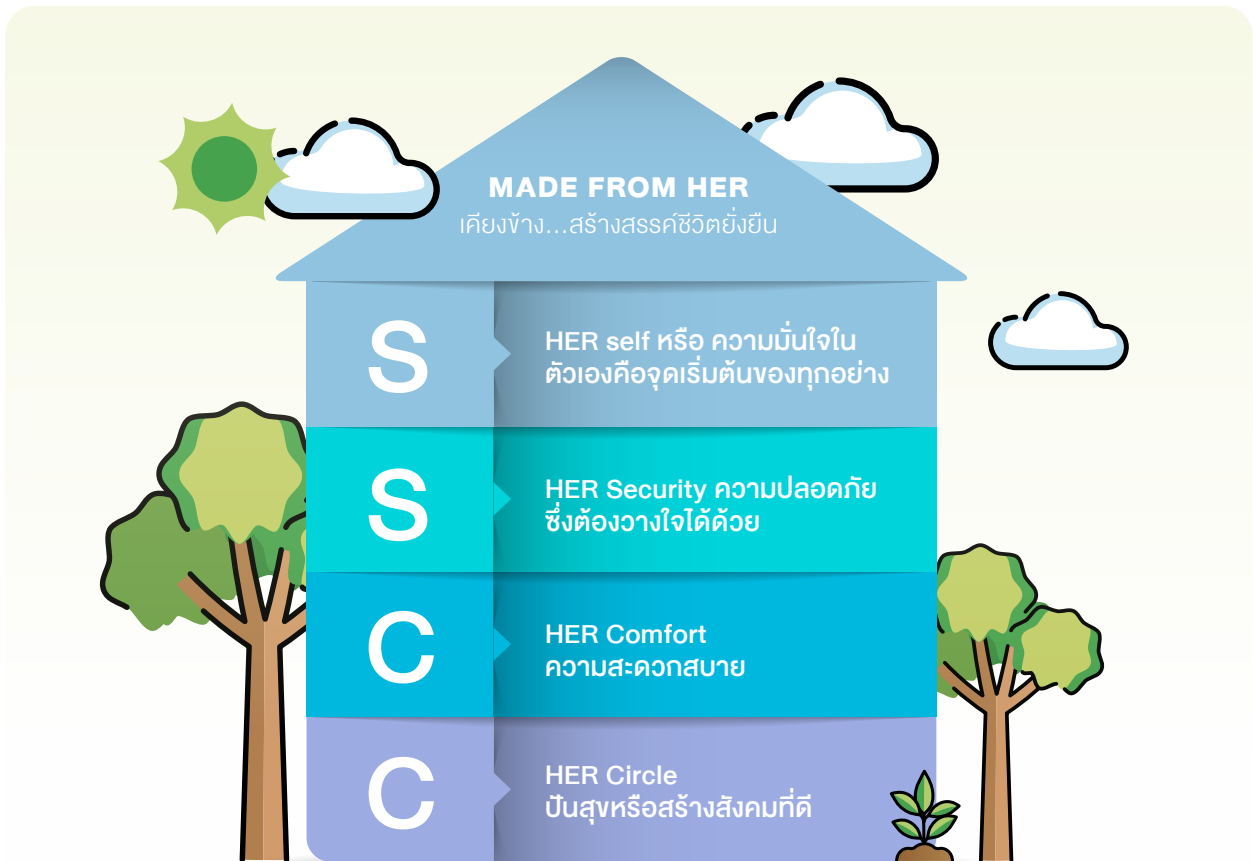 MADE FROM HER
เคียงข้าง...สร้างสรรค์ชีวิตยั่งยืน
S
HER self หรือ ความมั่นใจใน
ตัวเองคือจุดเริ่มต้นของทุกอย่าง
S
HER Security ความปลอดภัย
ซึ่งต้องวางใจได้ด้วย
C
HER Comfort
ความสะดวกสบาย
C
HER Circle
ปันสุขหรือสร้างสังคมที่ดี